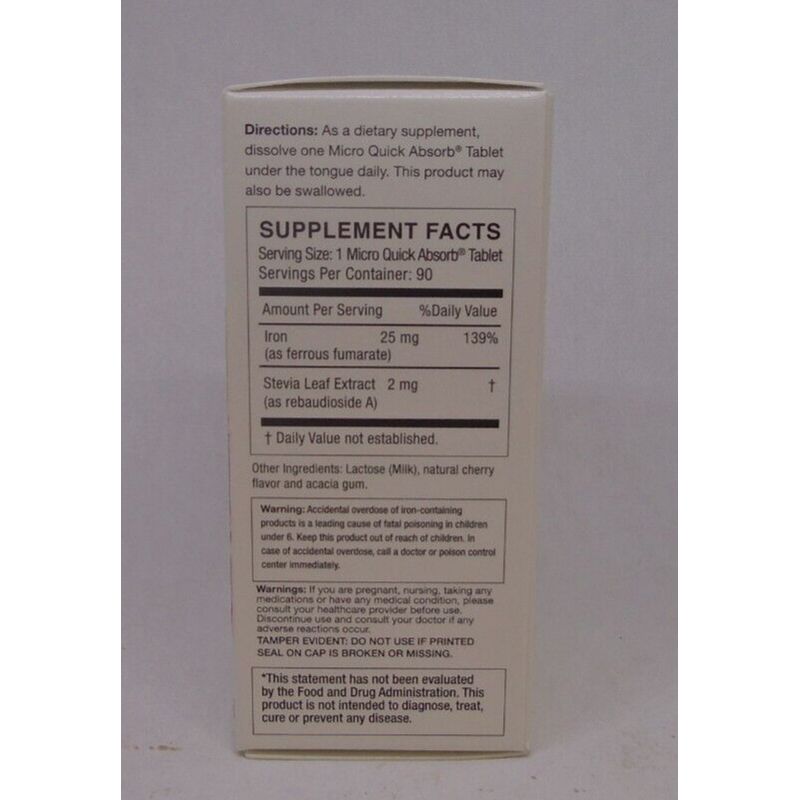 Directions: As a dietary supplement,
dissolve one Micro Quick Absorb® Tablet
under the tongue daily. This product may
also be swallowed.
SUPPLEMENT FACTS
Serving Size: 1 Micro Quick Absorb® Tablet
Servings Per Container: 90
Amount Per Serving %Daily Value
Iron 25 mg 139%
(as ferrous fumarate)
Stevia Leaf Extract 2 mg †
(as rebaudioside A)
† Daily Value not established.
Other Ingredients: Lactose (Milk), natural cherry
flavor and acacia gum.
Warning: Accidental overdose of iron-containing
products is a leading cause of fatal poisoning in children
under 6. Keep this product out of reach of children. In
case of accidental overdose, call a doctor or poison control
center immediately.
Warnings: If you are pregnant, nursing, taking any
medications or have any medical condition, please
consult your healthcare provider before use.
Discontinue use and consult your doctor if any
adverse reactions occur.
TAMPER EVIDENT: DO NOT USE IF PRINTED
SEAL ON CAP IS BROKEN OR MISSING.
*This statement has not been evaluated
by the Food and Drug Administration. This
product is not intended to diagnose, treat,
cure or prevent any disease.